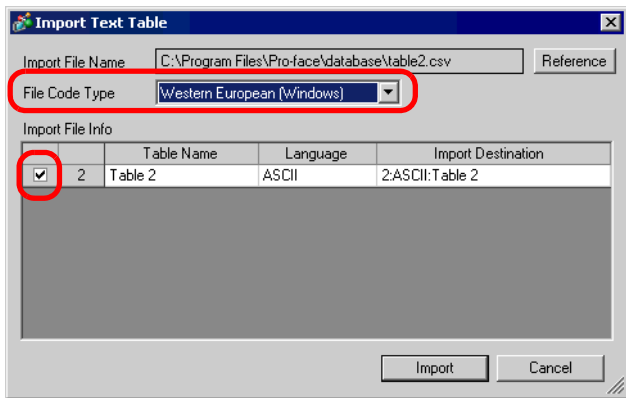 Import Text Table
Import File Name C:\Program Files\Pro-face\database\table2.csv Reference
File Code Type Western European (Windows)
Import File Info
Table Name Language Import Destination
2 Table 2 ASCII 2:ASCII:Table 2
Import Cancel